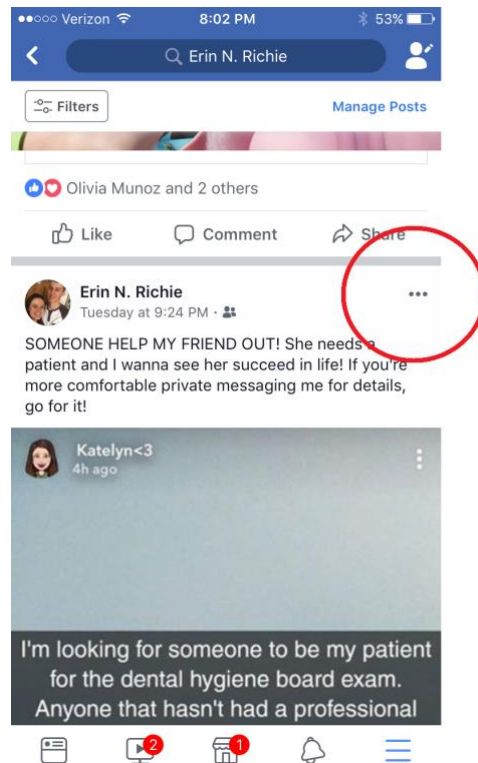 Verizon 8:02 PM 53%
Erin N. Richie
Filters Manage Posts
Olivia Munoz and 2 others
Like Comment Share
Erin N. Richie
Tuesday at 9:24 PM ·
SOMEONE HELP MY FRIEND OUT! She needs a
patient and I wanna see her succeed in life! If you're
more comfortable private messaging me for details,
go for it!
Katelyn<3
4h ago
I'm looking for someone to be my patient
for the dental hygiene board exam.
Anyone that hasn't had a professional
2 1